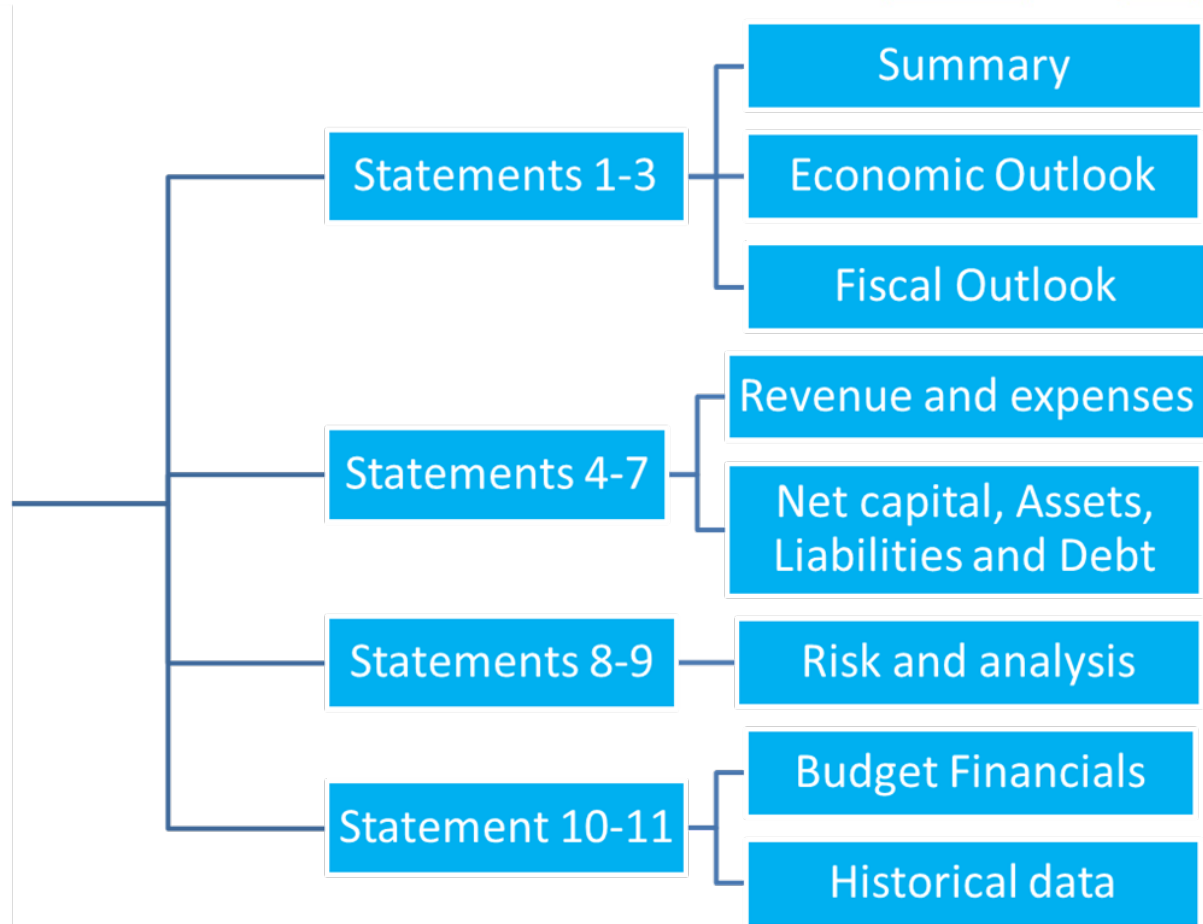 Statements 1-3
Summary
Economic Outlook
Fiscal Outlook
Statements 4-7
Revenue and expenses
Net capital, Assets,
Liabilities and Debt
Statements 8-9
Risk and analysis
Statement 10-11
Budget Financials
Historical data